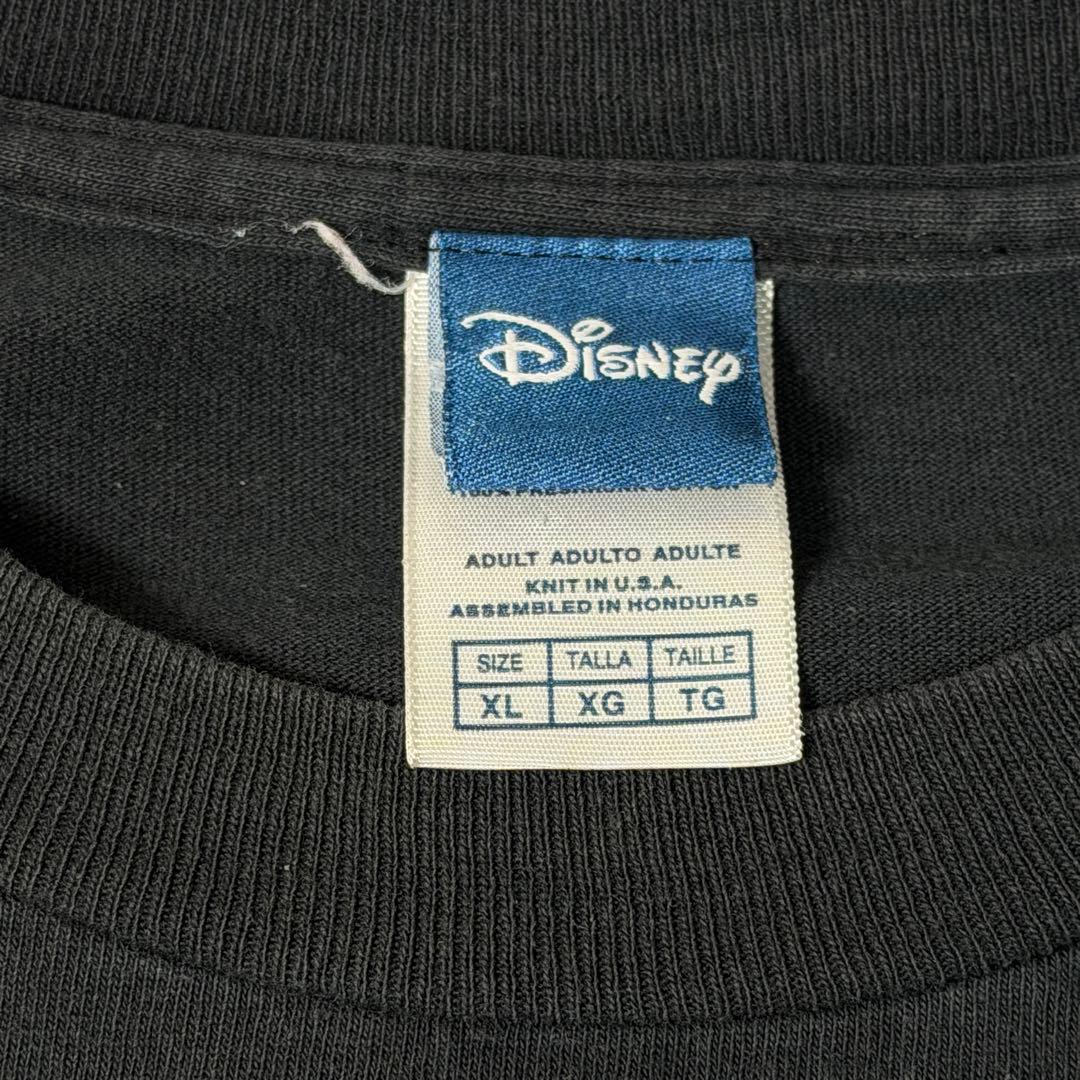 Disney
ADULT ADULTO ADULTE
KNIT IN U.S.A.
ASSEMBLED IN HONDURAS
SIZE TALLA TAILLE
XL XG TG